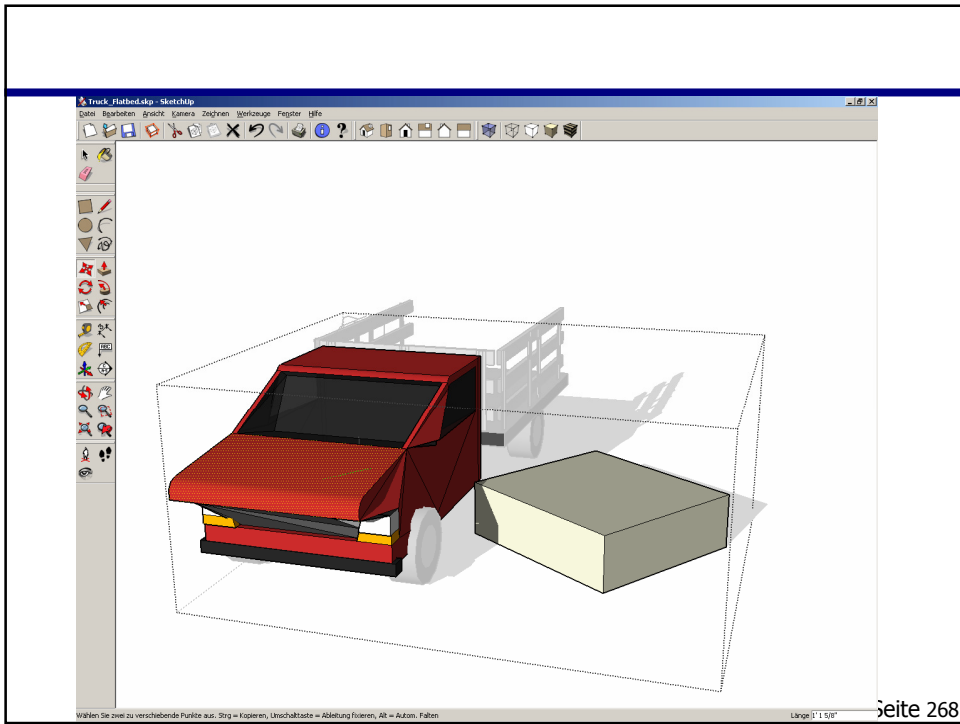 Truck_Flatbed.skp - SketchUp
Datei Bearbeiten Ansicht Kamera Zeichnen Werkzeuge Fenster Hilfe
ABC
Wählen Sie zwei zu verschiebende Punkte aus. Strg = Kopieren, Umschalttaste = Ableitung fixieren, Alt = Autom. Falten
Länge 1' 1 5/8"
Seite 268